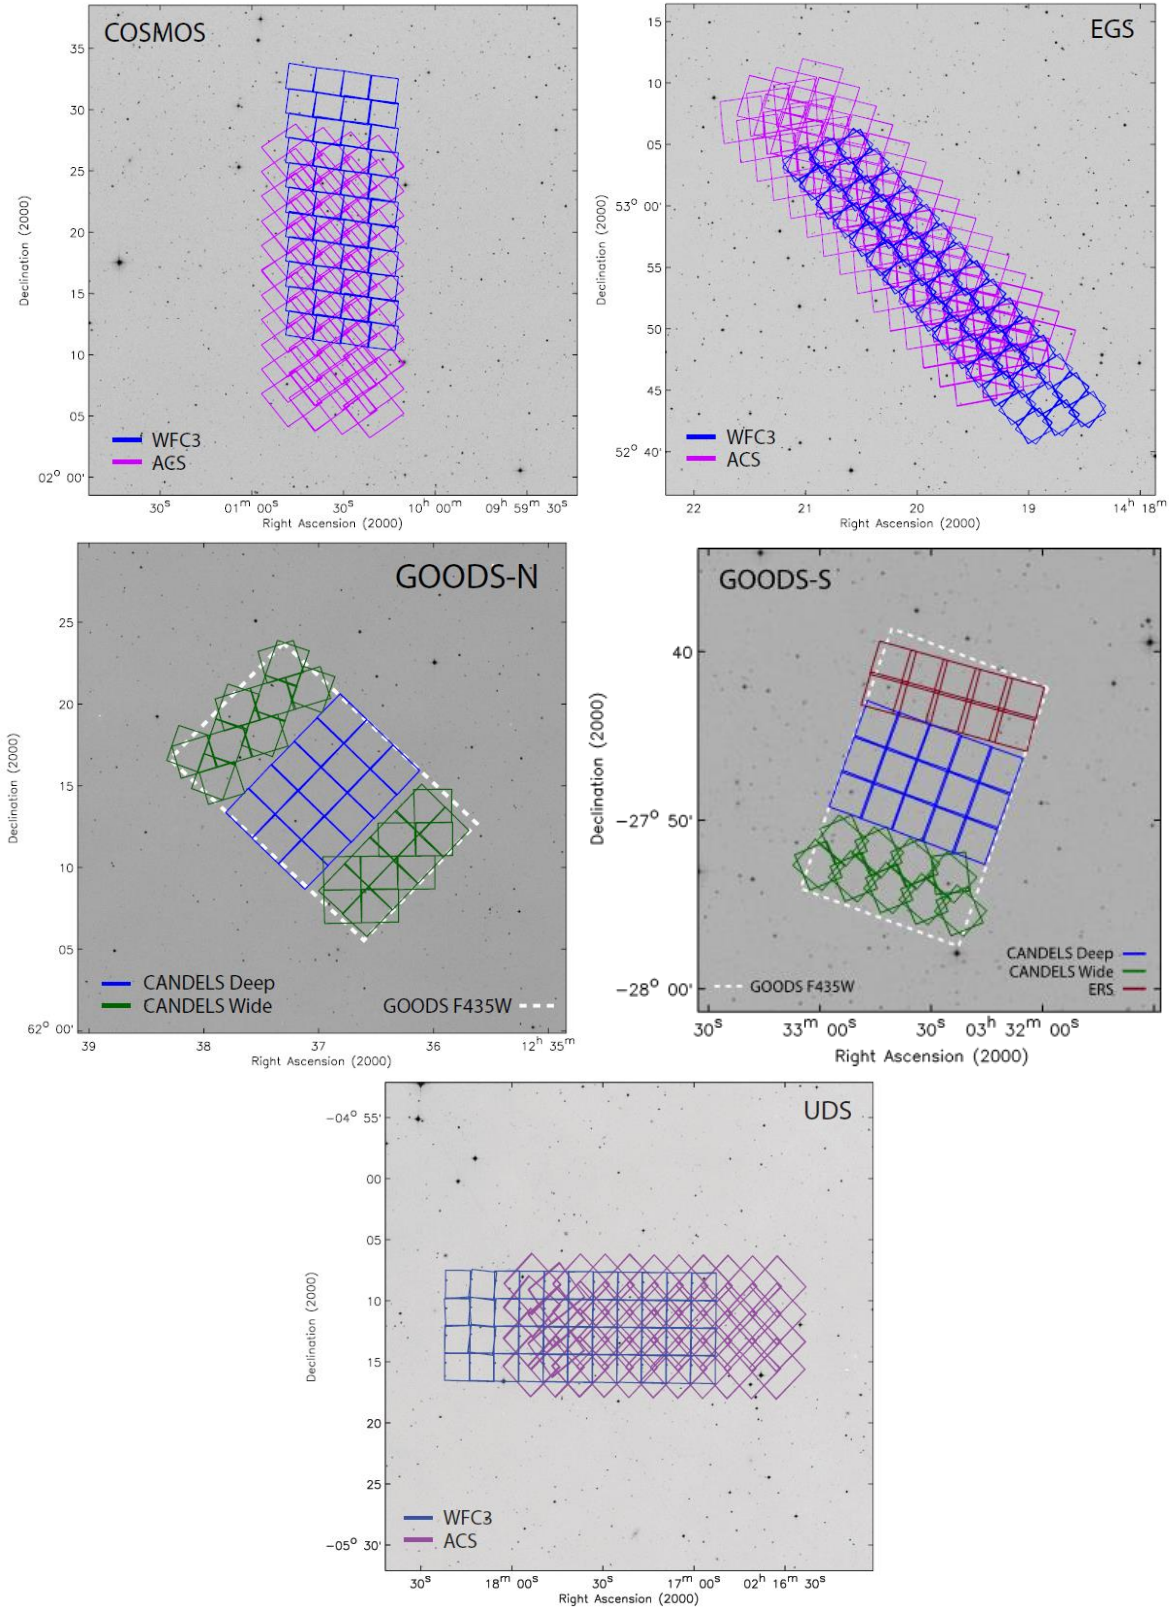 COSMOS
35
30
25
20
15
10
05
02° 00'
Declination (2000)
WFC3
ACS
30ˢ
01ᵐ 00ˢ
30ˢ
10ʰ 00ᵐ
09ˢ 59ᵐ 30ˢ
Right Ascension (2000)
EGS
15
10
05
53° 00'
55
50
45
52° 40'
Declination (2000)
WFC3
ACS
22
21
20
19
14ʰ 18ᵐ
Right Ascension (2000)
GOODS-N
25
20
15
10
05
62° 00'
Declination (2000)
CANDELS Deep
CANDELS Wide
GOODS F435W
39
38
37
36
12ʰ 35ᵐ
Right Ascension (2000)
GOODS-S
40
−27° 50'
−28° 00'
Declination (2000)
CANDELS Deep
CANDELS Wide
ERS
GOODS F435W
30ˢ
33ᵐ 00ˢ
30ˢ
03ʰ 32ᵐ 00ˢ
Right Ascension (2000)
UDS
−04° 55'
00
05
10
15
20
25
−05° 30'
Declination (2000)
WFC3
ACS
30ˢ
18ᵐ 00ˢ
30ˢ
17ᵐ 00ˢ
02ʰ 16ᵐ 30ˢ
Right Ascension (2000)